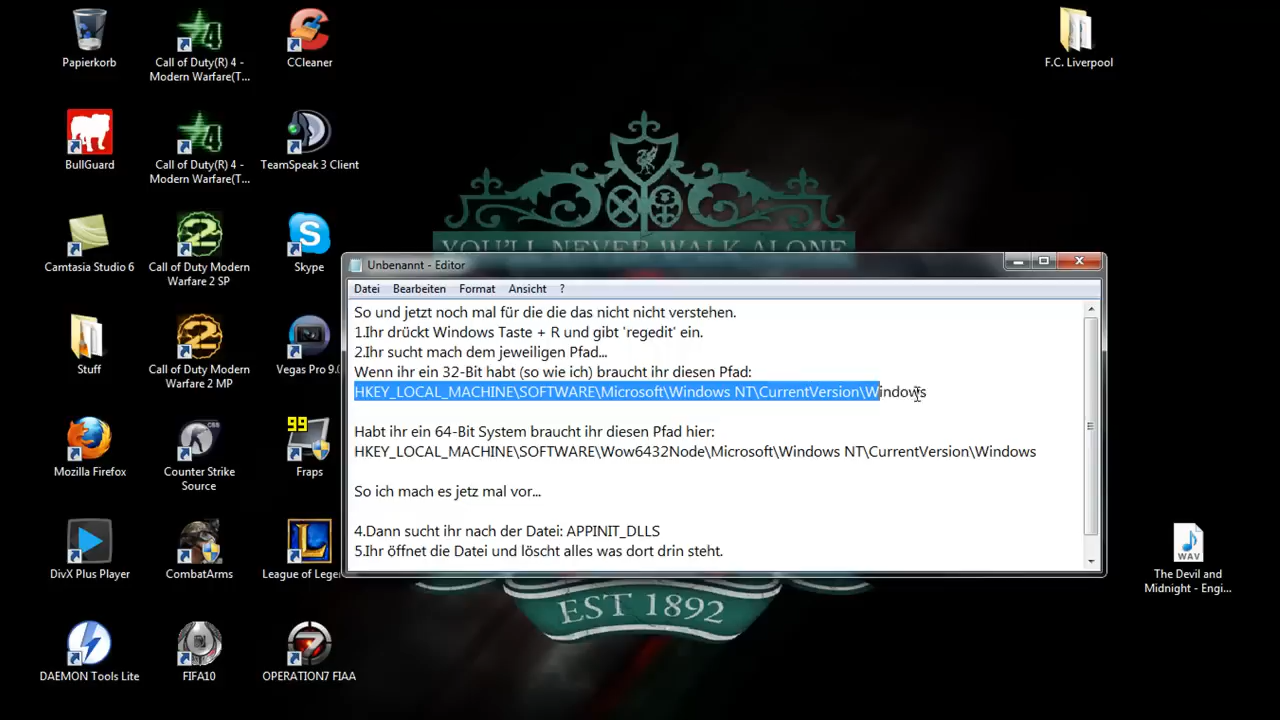 Papierkorb
Call of Duty(R) 4 -
Modern Warfare(T...
CCleaner
F.C. Liverpool
BullGuard
Call of Duty(R) 4 -
Modern Warfare(T...
TeamSpeak 3 Client
Camtasia Studio 6
Call of Duty Modern
Warfare 2 SP
Skype
YOU'LL NEVER WALK ALONE
Unbenannt - Editor
Datei Bearbeiten Format Ansicht ?
So und jetzt noch mal für die die das nicht nicht verstehen.
1.Ihr drückt Windows Taste + R und gibt 'regedit' ein.
2.Ihr sucht mach dem jeweiligen Pfad...
Wenn ihr ein 32-Bit habt (so wie ich) braucht ihr diesen Pfad:
HKEY_LOCAL_MACHINE\SOFTWARE\Microsoft\Windows NT\CurrentVersion\Windows
Habt ihr ein 64-Bit System braucht ihr diesen Pfad hier:
HKEY_LOCAL_MACHINE\SOFTWARE\Wow6432Node\Microsoft\Windows NT\CurrentVersion\Windows
So ich mach es jetz mal vor...
4.Dann sucht ihr nach der Datei: APPINIT_DLLS
5.Ihr öffnet die Datei und löscht alles was dort drin steht.
Stuff
Call of Duty Modern
Warfare 2 MP
Vegas Pro 9.0
Mozilla Firefox
Counter Strike
Source
99
Fraps
DivX Plus Player
CombatArms
League of Lege
WAV
The Devil and
Midnight - Engi...
EST 1892
DAEMON Tools Lite
FIFA10
OPERATION7 FIAA